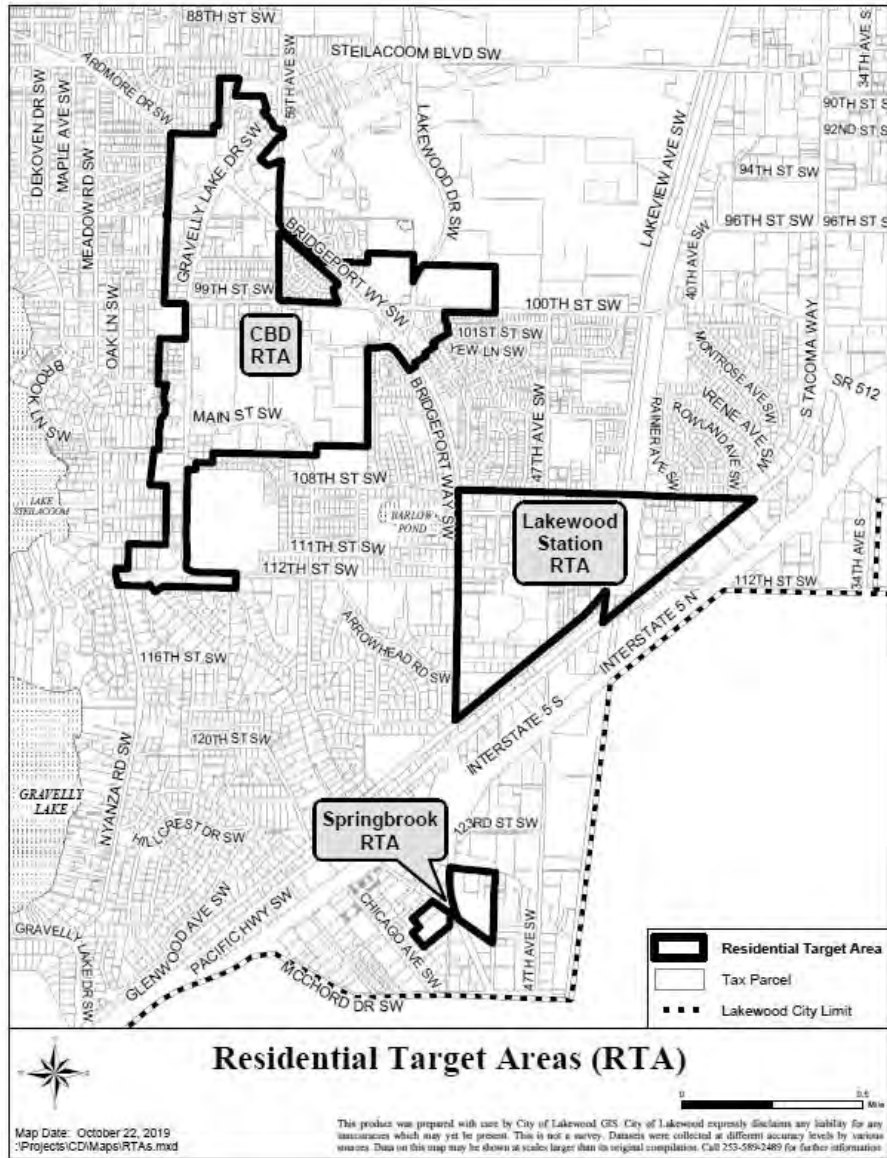 88TH ST SW
STEILACOOM BLVD SW
34TH AVE S
ARDMORE DR SW
59TH AVE SW
DEKOVEN DR SW
MAPLE AVE SW
MEADOW RD SW
GRAVELLY LAKE DR SW
LAKEWOOD DR SW
LAKEVIEW AVE SW
90TH ST S
92ND ST S
94TH ST SW
96TH ST SW
96TH ST S
40TH AVE SW
BRIDGEPORT WY SW
99TH ST SW
100TH ST SW
OAK LN SW
CBD
RTA
101ST ST SW
YEW LN SW
MONTROSE AVE SW
IRENE AVE SW
ROWLAND AVE SW
RAINIER AVE SW
S TACOMA WAY
SR 512
BROOK LN SW
MAIN ST SW
BRIDGEPORT WAY SW
47TH AVE SW
108TH ST SW
LAKE
STEILACOOM
BARLOW
POND
Lakewood
Station
RTA
111TH ST SW
112TH ST SW
112TH ST SW
34TH AVE S
ARROWHEAD RD SW
116TH ST SW
INTERSTATE 5 N
INTERSTATE 5 S
120TH ST SW
NYANZA RD SW
GRAVELLY
LAKE
HILLCREST DR SW
Springbrook
RTA
123RD ST SW
GLENWOOD AVE SW
PACIFIC HWY SW
CHICAGO AVE SW
47TH AVE SW
GRAVELLY LAKE DR SW
MCCHORD DR SW
Residential Target Area
Tax Parcel
Lakewood City Limit
Residential Target Areas (RTA)
0 0.5
Mile
Map Date: October 22, 2019
:\Projects\CD\Maps\RTAs.mxd
This product was prepared with care by City of Lakewood GIS. City of Lakewood expressly disclaims any liability for any
inaccuracies which may yet be present. This is not a survey. Datasets were collected at different accuracy levels by various
sources. Data on this map may be shown at scales larger than its original compilation. Call 253-589-2489 for further information.